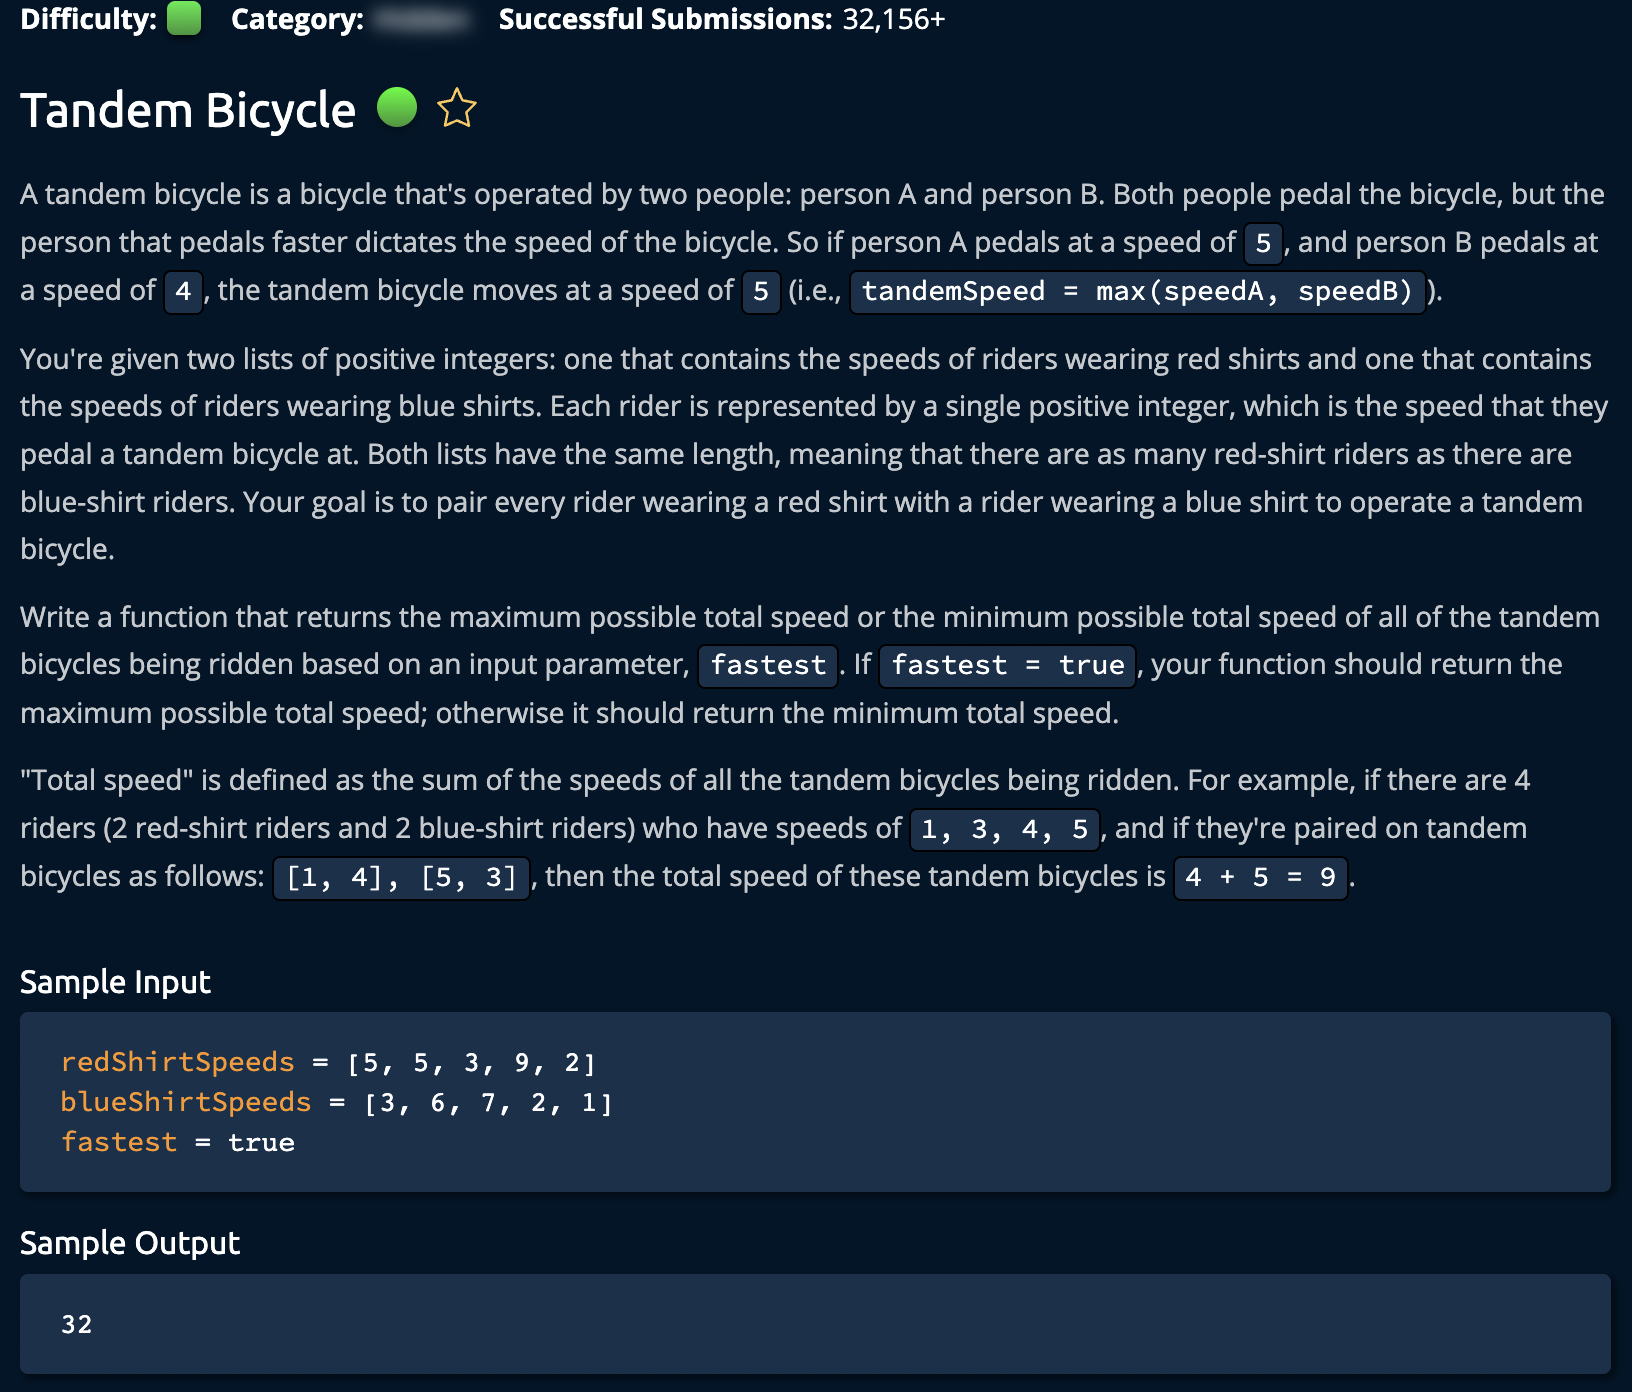 Difficulty: Category: Successful Submissions: 32,156+
Tandem Bicycle
A tandem bicycle is a bicycle that's operated by two people: person A and person B. Both people pedal the bicycle, but the
person that pedals faster dictates the speed of the bicycle. So if person A pedals at a speed of 5, and person B pedals at
a speed of 4, the tandem bicycle moves at a speed of 5 (i.e., tandemSpeed = max(speedA, speedB)).
You're given two lists of positive integers: one that contains the speeds of riders wearing red shirts and one that contains
the speeds of riders wearing blue shirts. Each rider is represented by a single positive integer, which is the speed that they
pedal a tandem bicycle at. Both lists have the same length, meaning that there are as many red-shirt riders as there are
blue-shirt riders. Your goal is to pair every rider wearing a red shirt with a rider wearing a blue shirt to operate a tandem
bicycle.
Write a function that returns the maximum possible total speed or the minimum possible total speed of all of the tandem
bicycles being ridden based on an input parameter, fastest. If fastest = true, your function should return the
maximum possible total speed; otherwise it should return the minimum total speed.
"Total speed" is defined as the sum of the speeds of all the tandem bicycles being ridden. For example, if there are 4
riders (2 red-shirt riders and 2 blue-shirt riders) who have speeds of 1, 3, 4, 5, and if they're paired on tandem
bicycles as follows: [1, 4], [5, 3], then the total speed of these tandem bicycles is 4 + 5 = 9.
Sample Input
redShirtSpeeds = [5, 5, 3, 9, 2]
blueShirtSpeeds = [3, 6, 7, 2, 1]
fastest = true
Sample Output
32